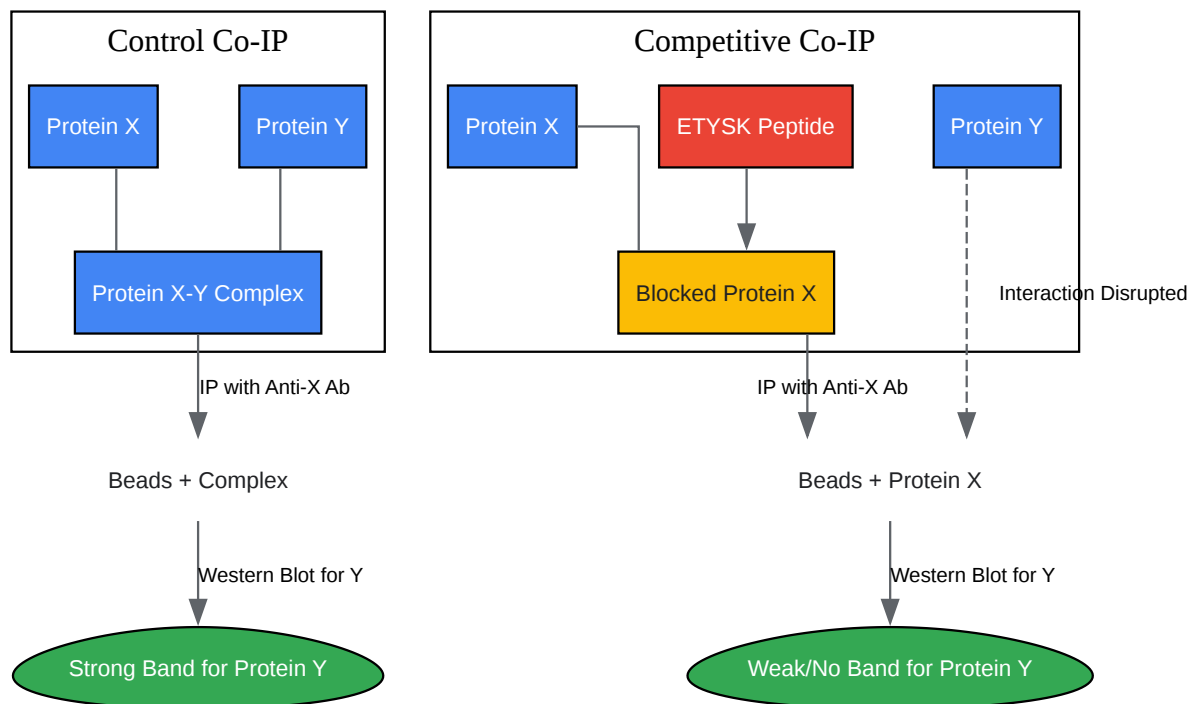 Control Co-IP
Protein X
Protein Y
Protein X-Y Complex
IP with Anti-X Ab
Beads + Complex
Western Blot for Y
Strong Band for Protein Y
Competitive Co-IP
Protein X
ETYSK Peptide
Protein Y
Blocked Protein X
Interaction Disrupted
IP with Anti-X Ab
Beads + Protein X
Western Blot for Y
Weak/No Band for Protein Y